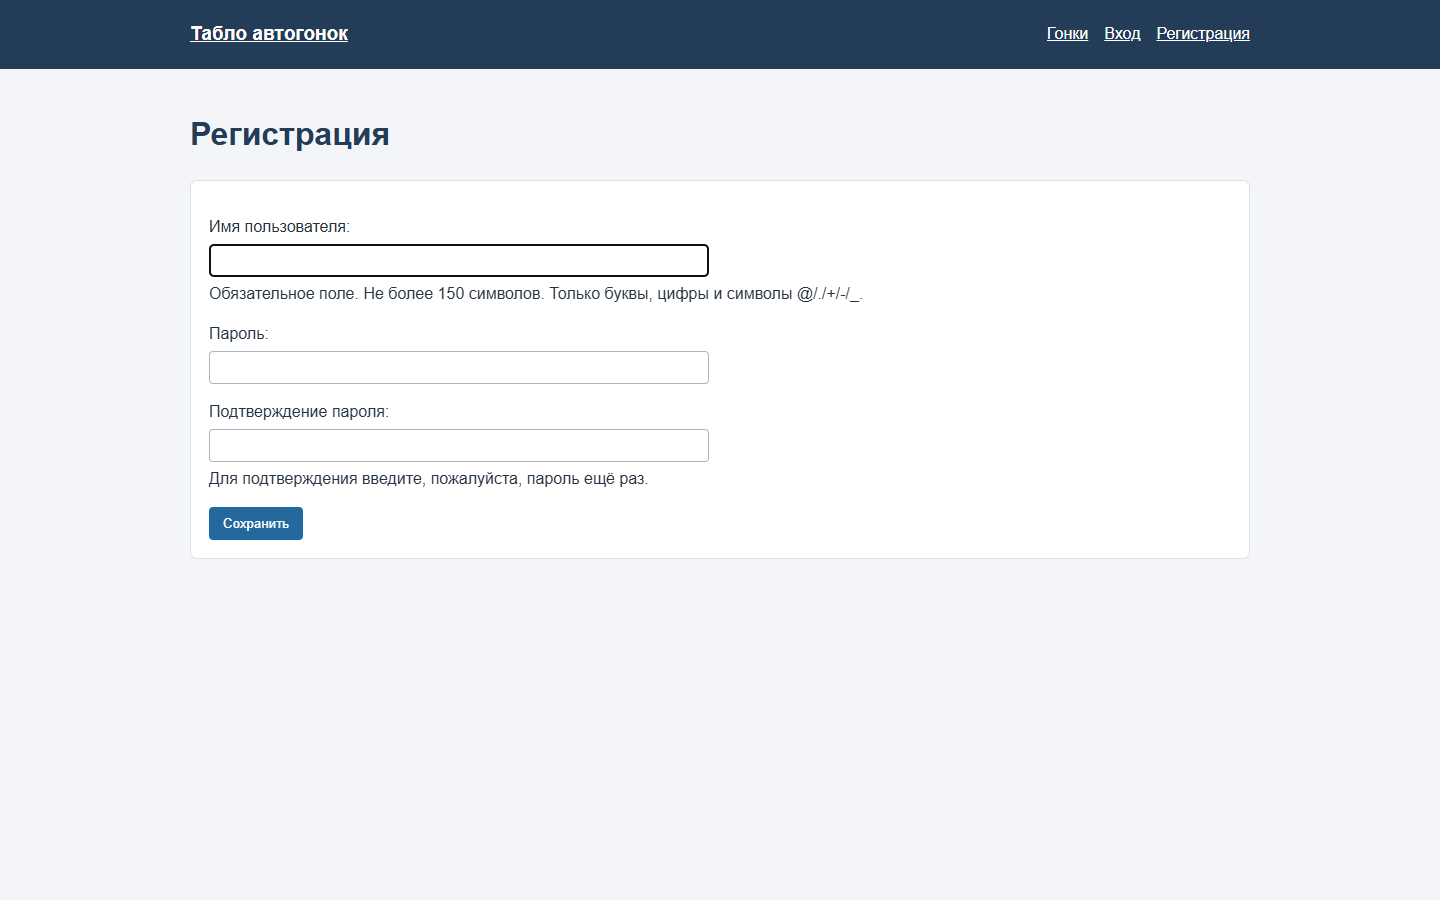 Табло автогонок
Гонки Вход Регистрация
Регистрация
Имя пользователя:
Обязательное поле. Не более 150 символов. Только буквы, цифры и символы @/./+/-/_.
Пароль:
Подтверждение пароля:
Для подтверждения введите, пожалуйста, пароль ещё раз.
Сохранить